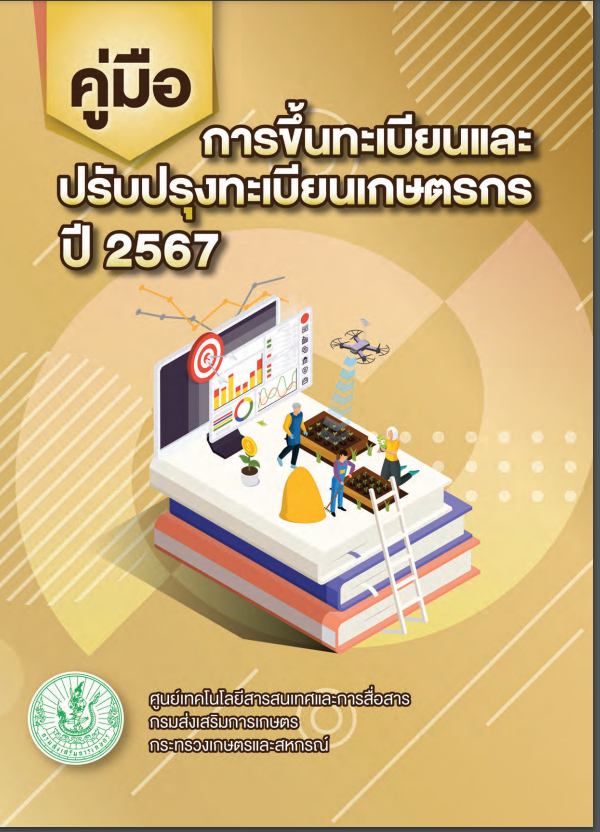 คู่มือ
การขึ้นทะเบียนและ
ปรับปรุงทะเบียนเกษตรกร
ปี 2567
ศูนย์เทคโนโลยีสารสนเทศและการสื่อสาร
กรมส่งเสริมการเกษตร
กระทรวงเกษตรและสหกรณ์